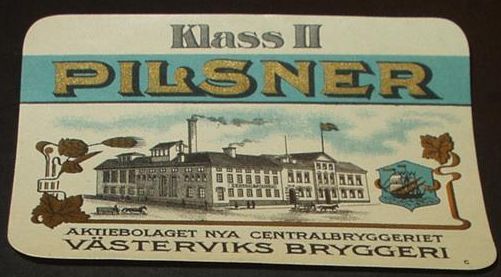 Klass II
PILSNER
AKTIEBOLAGET NYA CENTRALBRYGGERIET
VÄSTERVIKS BRYGGERI